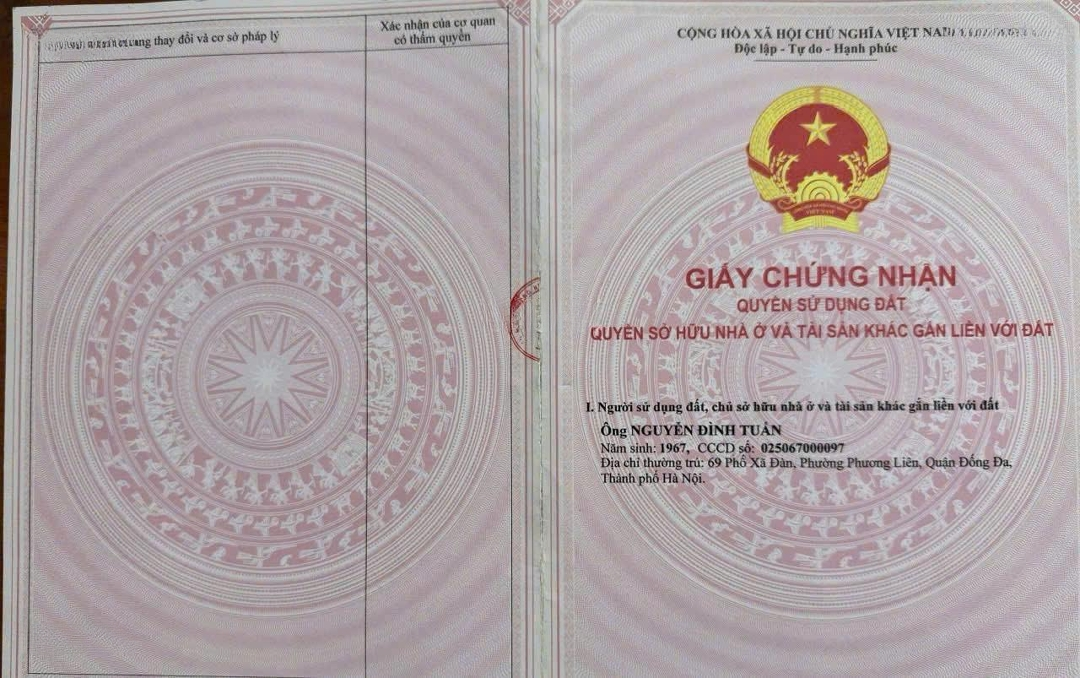 thay đổi và cơ sở pháp lý
Xác nhận của cơ quan
có thẩm quyền
CỘNG HÒA XÃ HỘI CHỦ NGHĨA VIỆT NAM
Độc lập - Tự do - Hạnh phúc
VIỆT NAM
GIẤY CHỨNG NHẬN
QUYỀN SỬ DỤNG ĐẤT
QUYỀN SỞ HỮU NHÀ Ở VÀ TÀI SẢN KHÁC GẮN LIỀN VỚI ĐẤT
I. Người sử dụng đất, chủ sở hữu nhà ở và tài sản khác gắn liền với đất
Ông NGUYỄN ĐÌNH TUẤN
Năm sinh: 1967, CCCD số: 025067000097
Địa chỉ thường trú: 69 Phố Xã Đàn, Phường Phương Liên, Quận Đống Đa,
Thành phố Hà Nội.